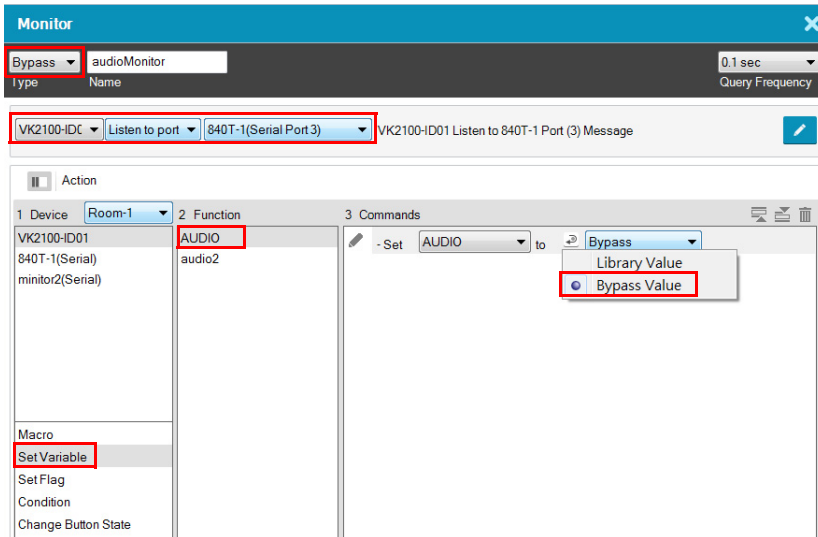 Monitor
Bypass audioMonitor 0.1 sec
Type Name Query Frequency
VK2100-ID0 Listen to port 840T-1(Serial Port 3) VK2100-ID01 Listen to 840T-1 Port (3) Message
Action
1 Device Room-1 2 Function 3 Commands
VK2100-ID01 AUDIO - Set AUDIO to Bypass
840T-1(Serial) audio2 Library Value
minitor2(Serial) Bypass Value
Macro
Set Variable
Set Flag
Condition
Change Button State